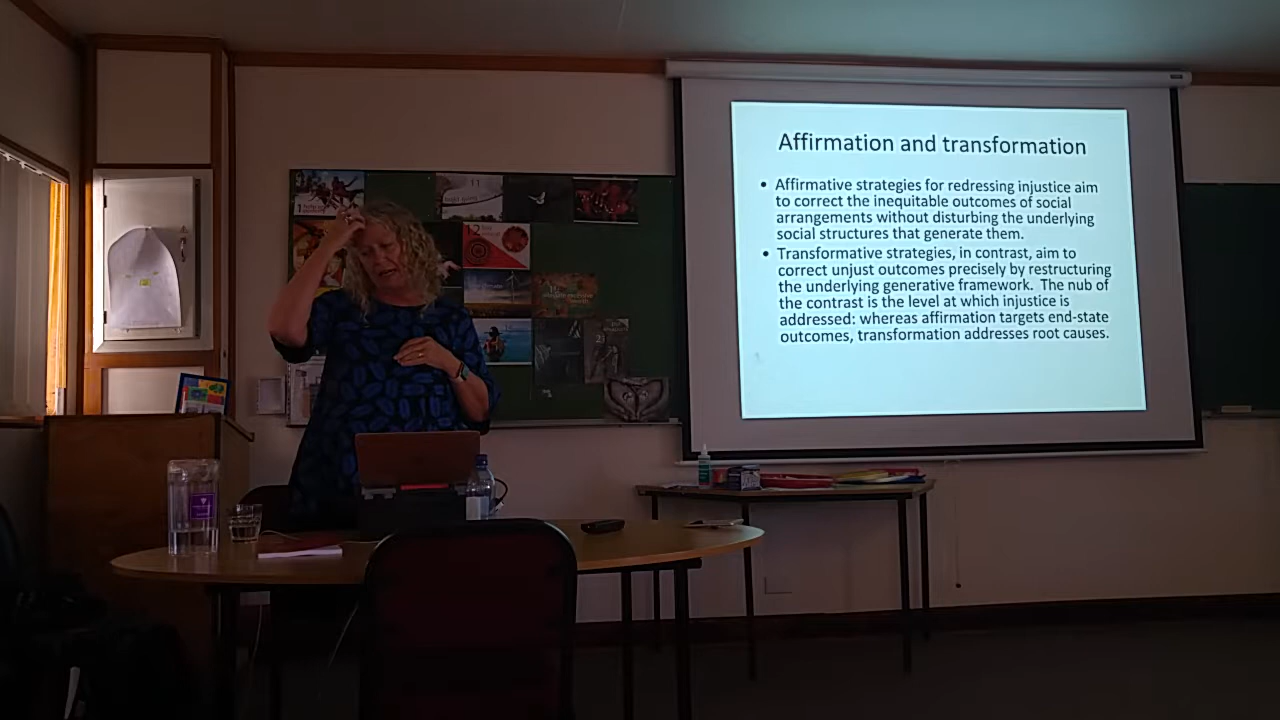 Affirmation and transformation
• Affirmative strategies for redressing injustice aim
to correct the inequitable outcomes of social
arrangements without disturbing the underlying
social structures that generate them.
• Transformative strategies, in contrast, aim to
correct unjust outcomes precisely by restructuring
the underlying generative framework. The nub of
the contrast is the level at which injustice is
addressed: whereas affirmation targets end-state
outcomes, transformation addresses root causes.
1
11
12